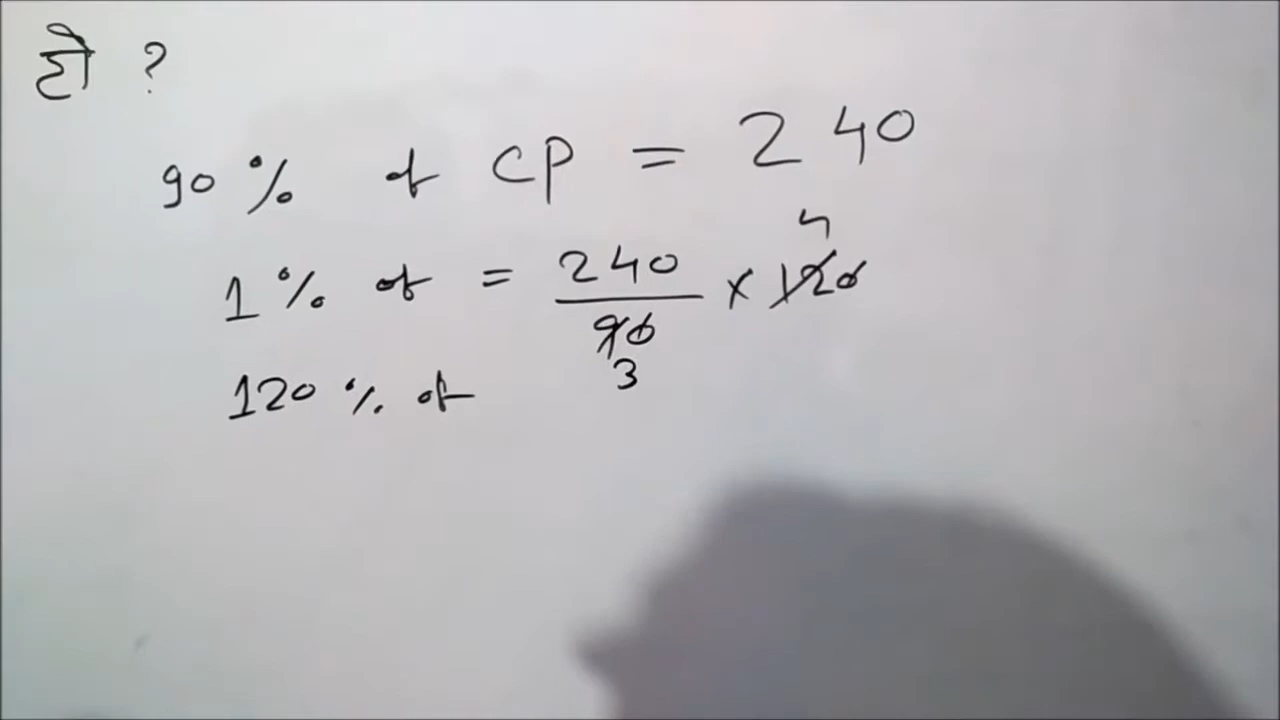 हो ?
90 % of CP = 240
1 % of = 240/90 × 120
4
3
120 % of